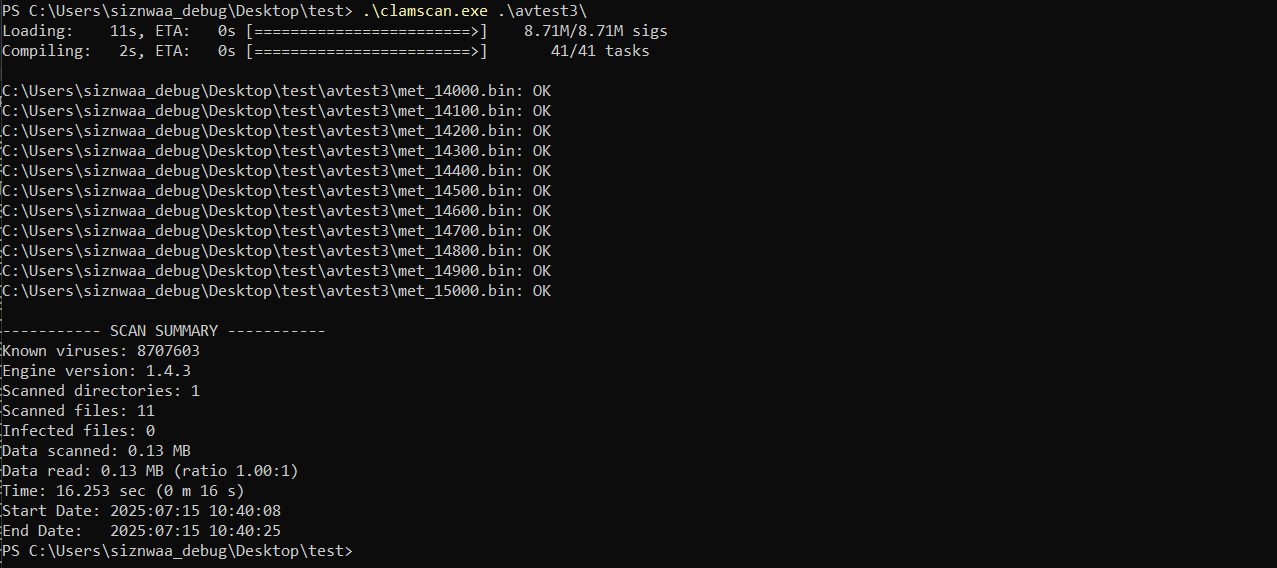 PS C:\Users\siznwaa_debug\Desktop\test> .\clamscan.exe .\avtest3\
Loading:    11s, ETA:   0s [========================>]    8.71M/8.71M sigs
Compiling:   2s, ETA:   0s [========================>]       41/41 tasks
C:\Users\siznwaa_debug\Desktop\test\avtest3\met_14000.bin: OK
C:\Users\siznwaa_debug\Desktop\test\avtest3\met_14100.bin: OK
C:\Users\siznwaa_debug\Desktop\test\avtest3\met_14200.bin: OK
C:\Users\siznwaa_debug\Desktop\test\avtest3\met_14300.bin: OK
C:\Users\siznwaa_debug\Desktop\test\avtest3\met_14400.bin: OK
C:\Users\siznwaa_debug\Desktop\test\avtest3\met_14500.bin: OK
C:\Users\siznwaa_debug\Desktop\test\avtest3\met_14600.bin: OK
C:\Users\siznwaa_debug\Desktop\test\avtest3\met_14700.bin: OK
C:\Users\siznwaa_debug\Desktop\test\avtest3\met_14800.bin: OK
C:\Users\siznwaa_debug\Desktop\test\avtest3\met_14900.bin: OK
C:\Users\siznwaa_debug\Desktop\test\avtest3\met_15000.bin: OK
----------- SCAN SUMMARY -----------
Known viruses: 8707603
Engine version: 1.4.3
Scanned directories: 1
Scanned files: 11
Infected files: 0
Data scanned: 0.13 MB
Data read: 0.13 MB (ratio 1.00:1)
Time: 16.253 sec (0 m 16 s)
Start Date: 2025:07:15 10:40:08
End Date:   2025:07:15 10:40:25
PS C:\Users\siznwaa_debug\Desktop\test>